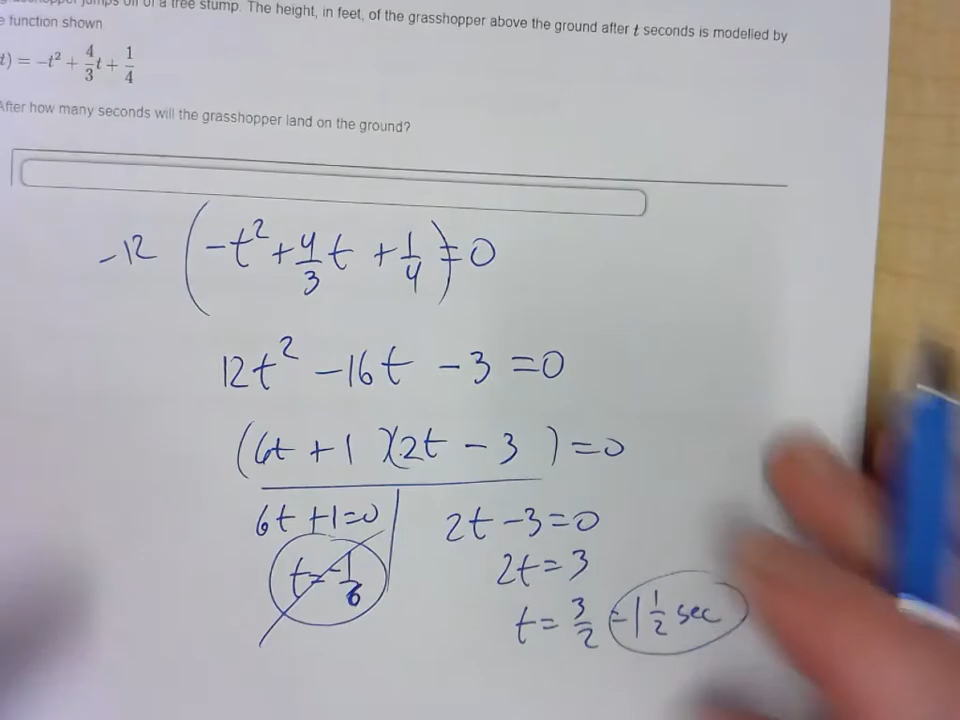 jumps off of a tree stump. The height, in feet, of the grasshopper above the ground after t seconds is modelled by
function shown
t) = -t² + 4/3 t + 1/4
After how many seconds will the grasshopper land on the ground?
-12 (-t² + 4/3 t + 1/4) = 0
12t² - 16t - 3 = 0
(6t + 1)(2t - 3) = 0
6t + 1 = 0
t = -1/6
2t - 3 = 0
2t = 3
t = 3/2 = 1 1/2 sec